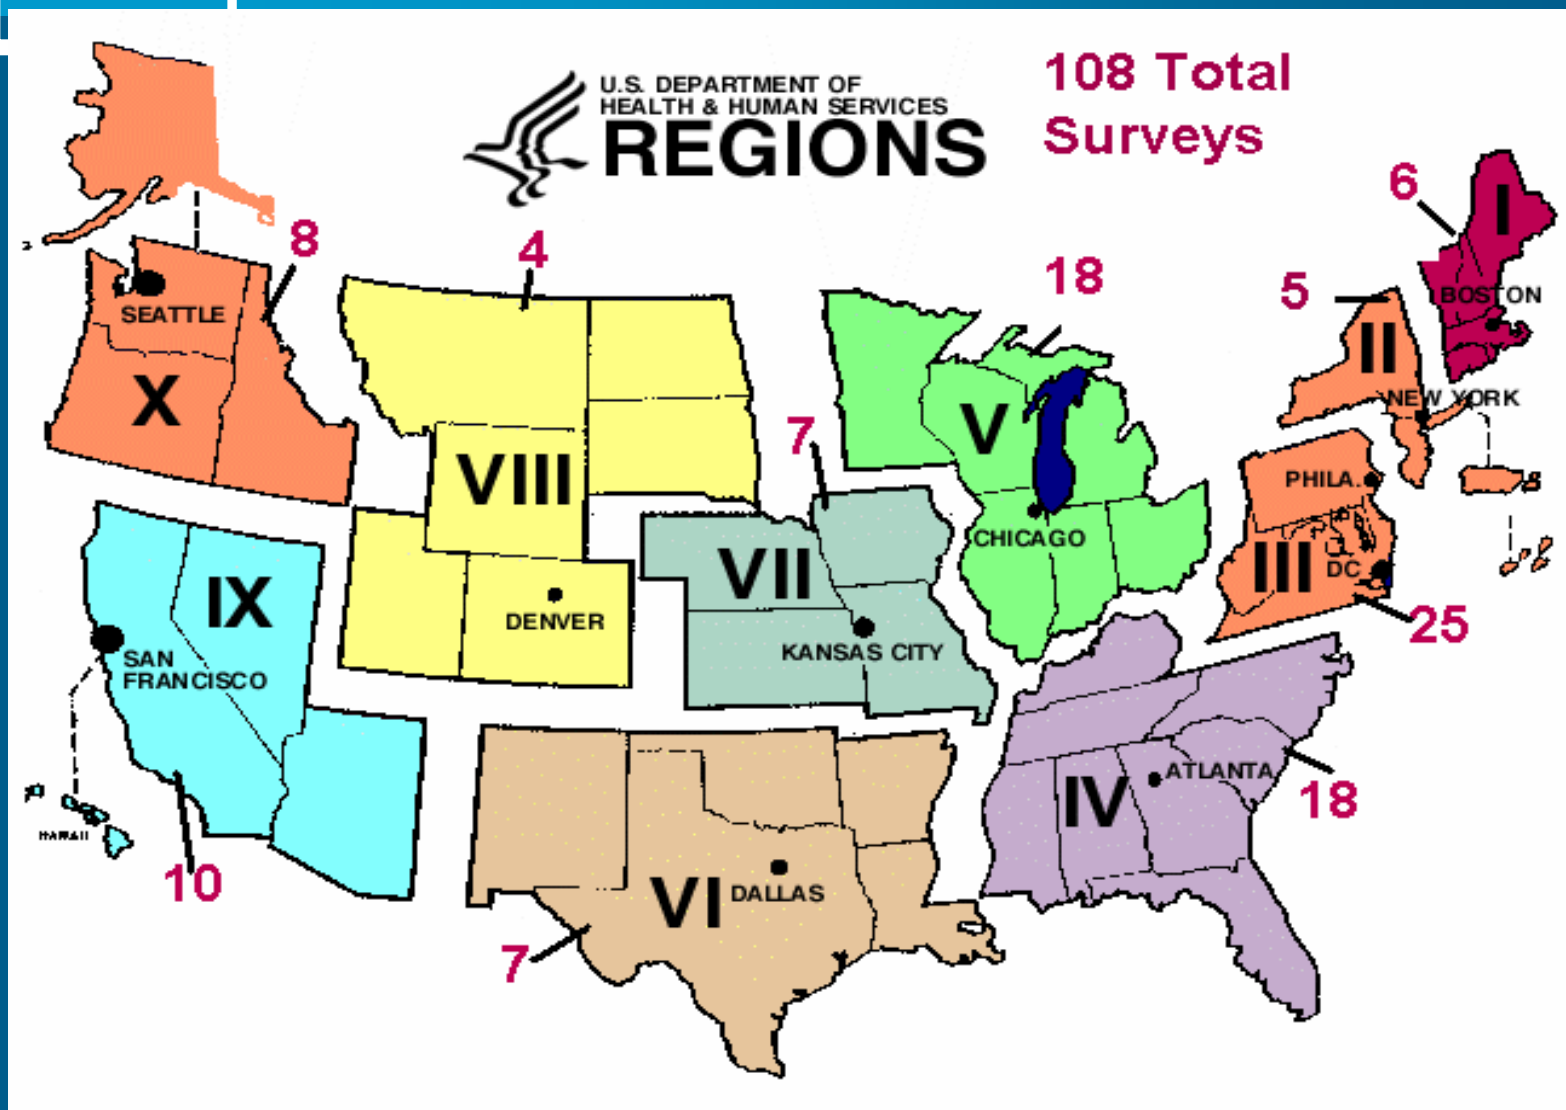 U.S. DEPARTMENT OF
HEALTH & HUMAN SERVICES
REGIONS
108 Total
Surveys
6
I
BOSTON
8
SEATTLE
X
4
VIII
DENVER
18
V
CHICAGO
5
II
NEW YORK
PHILA.
III
DC
25
7
VII
KANSAS CITY
IX
SAN
FRANCISCO
HAWAII
10
VI
DALLAS
7
IV
ATLANTA
18